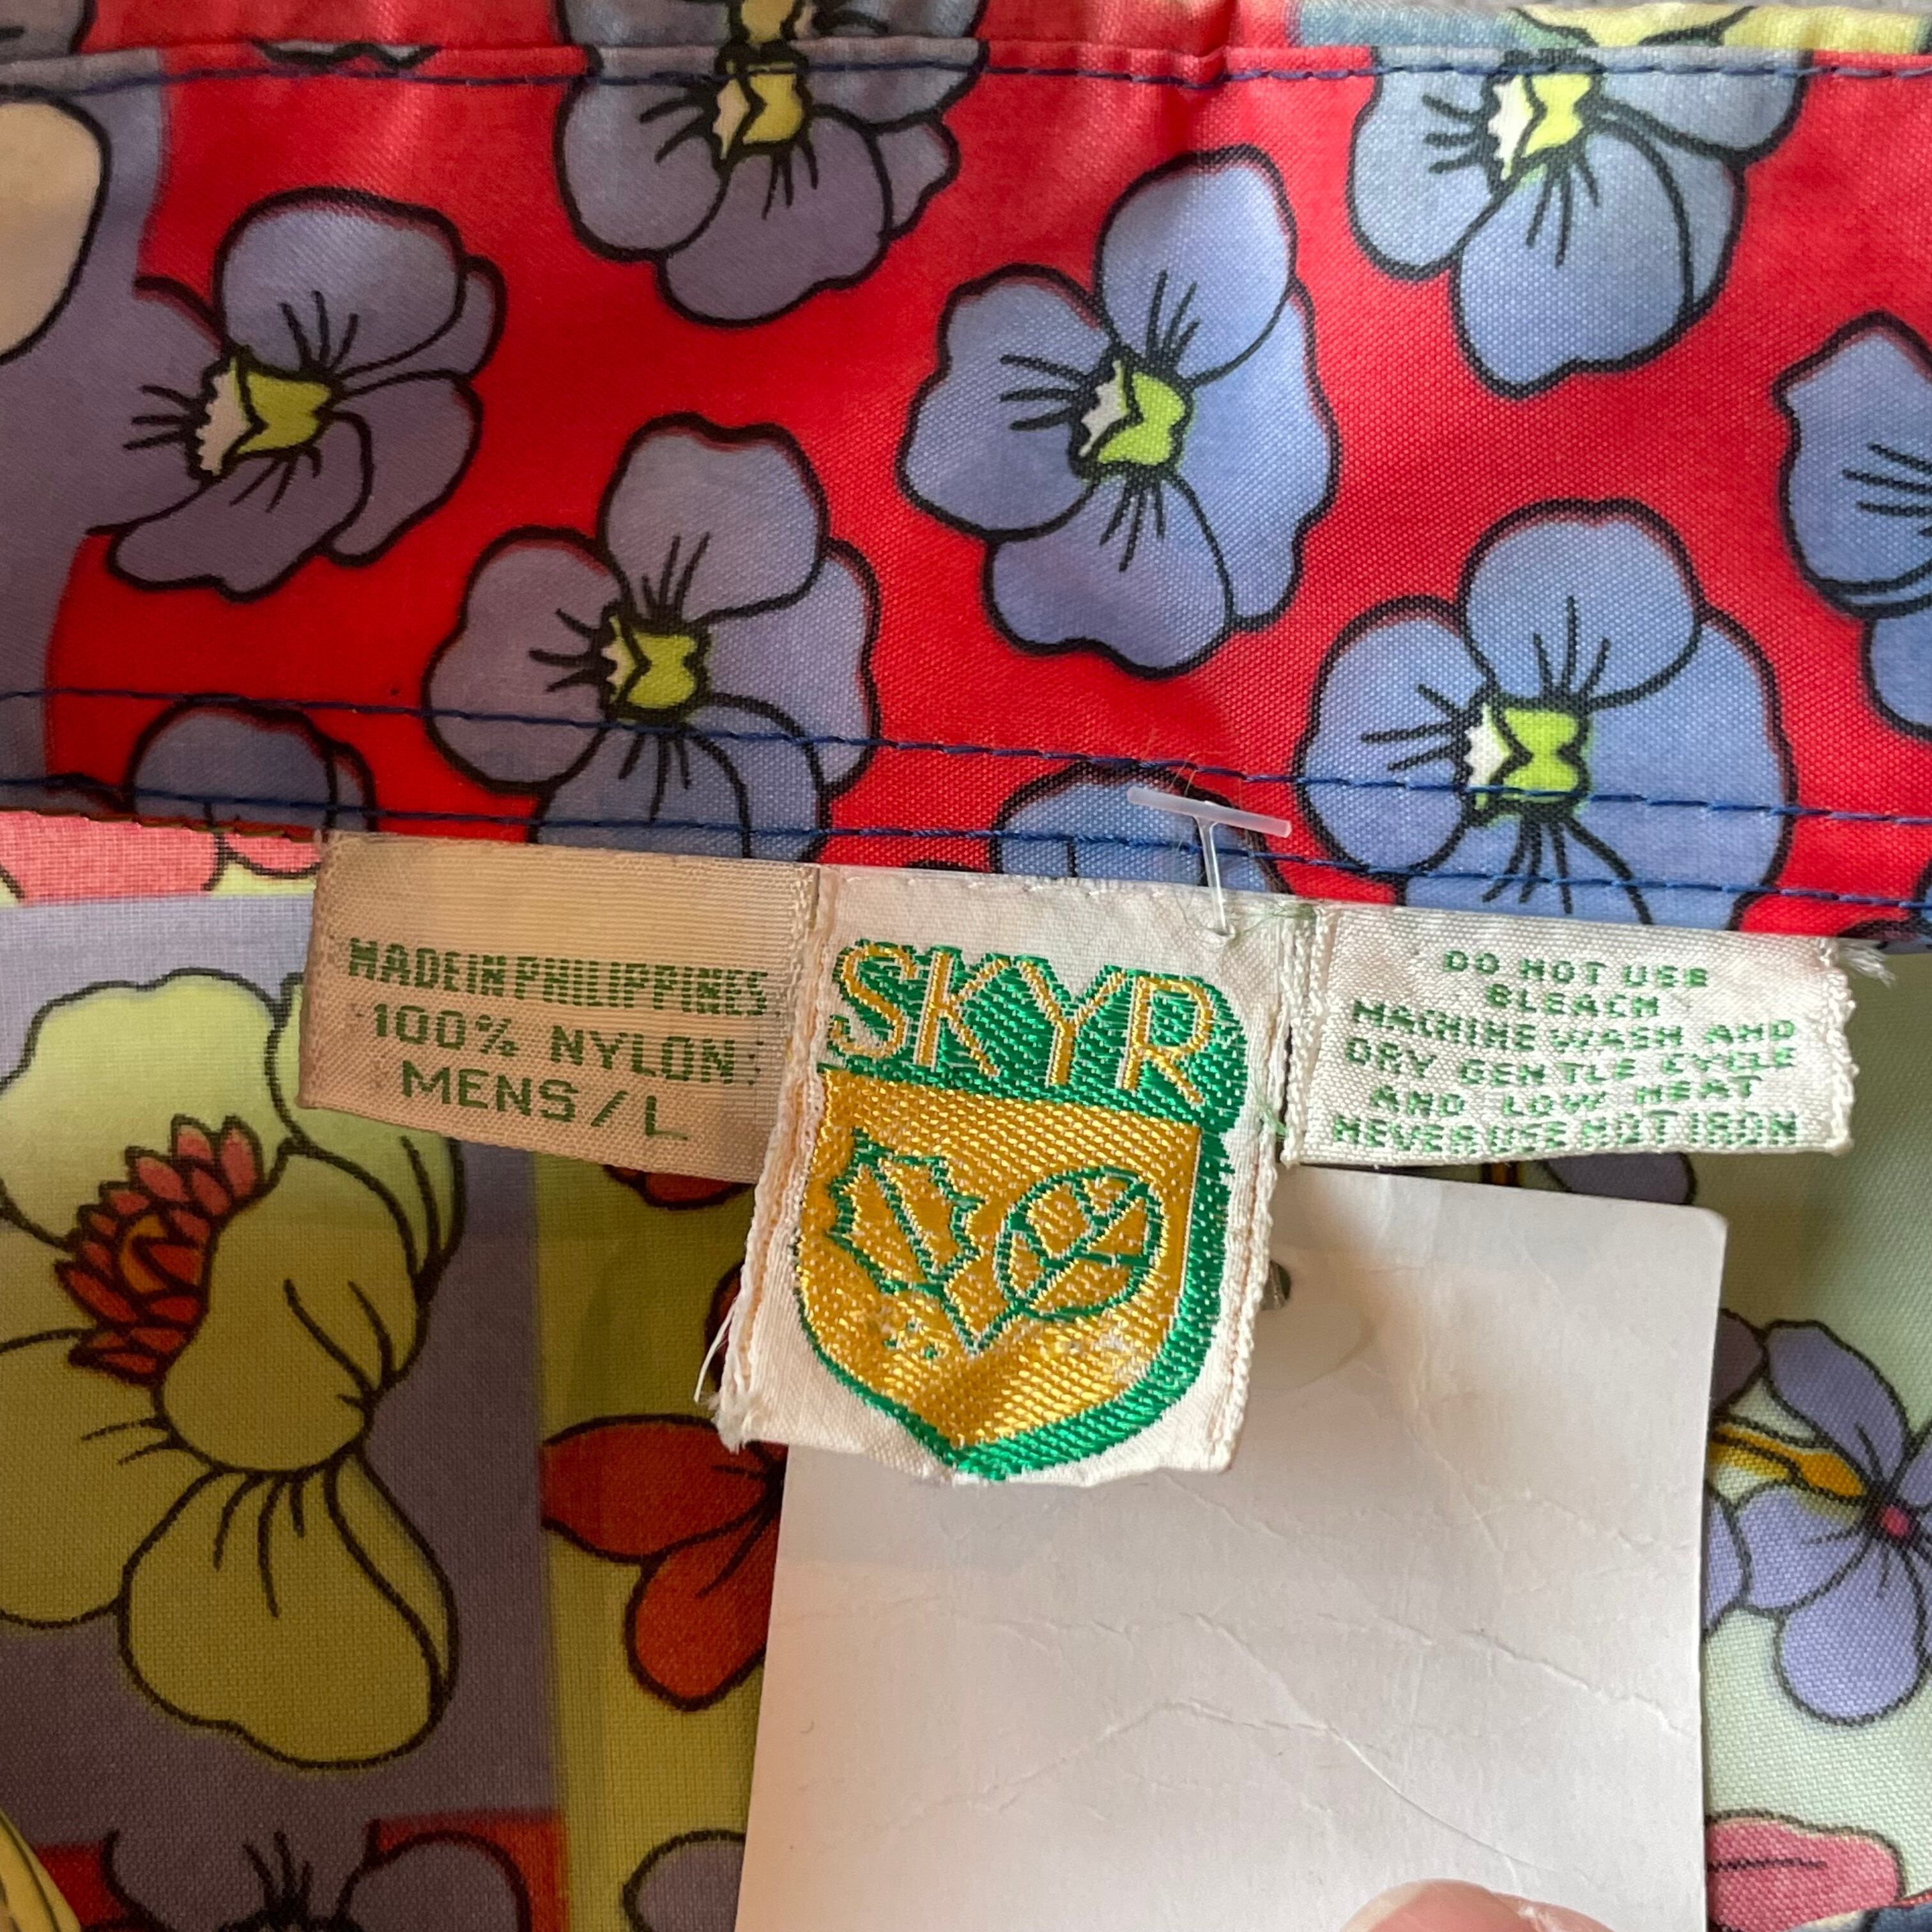 MADE IN PHILIPPINES
100% NYLON
MENS/L
SKYR
DO NOT USE
BLEACH
MACHINE WASH AND
DRY GENTLE CYCLE
AND LOW HEAT
NEVER USE HOT IRON